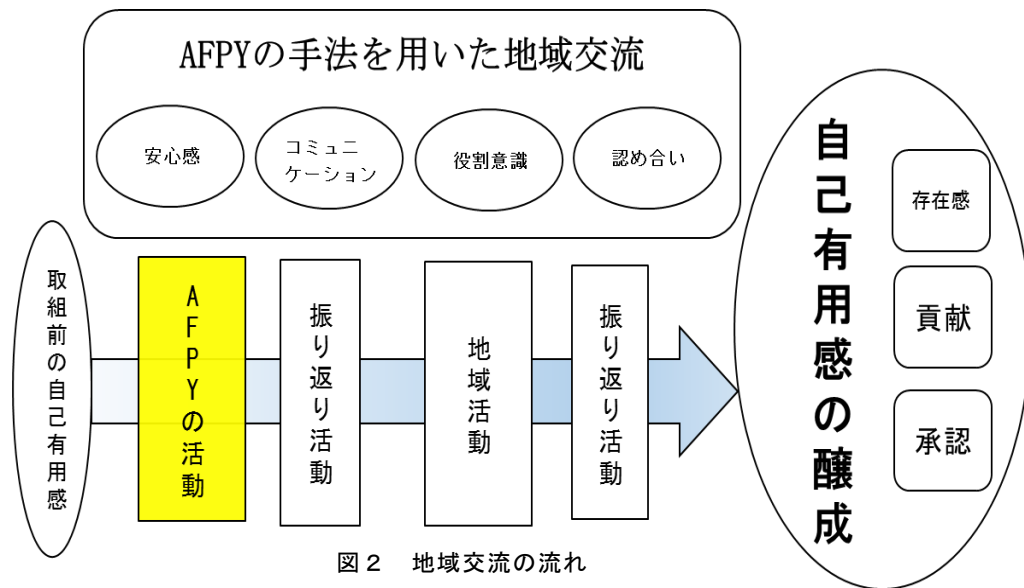 AFPYの手法を用いた地域交流
安心感
コミュニ
ケーション
役割意識
認め合い
取組前の自己有用感
AFPYの活動
振り返り活動
地域活動
振り返り活動
自己有用感の醸成
存在感
貢献
承認
図2 地域交流の流れ